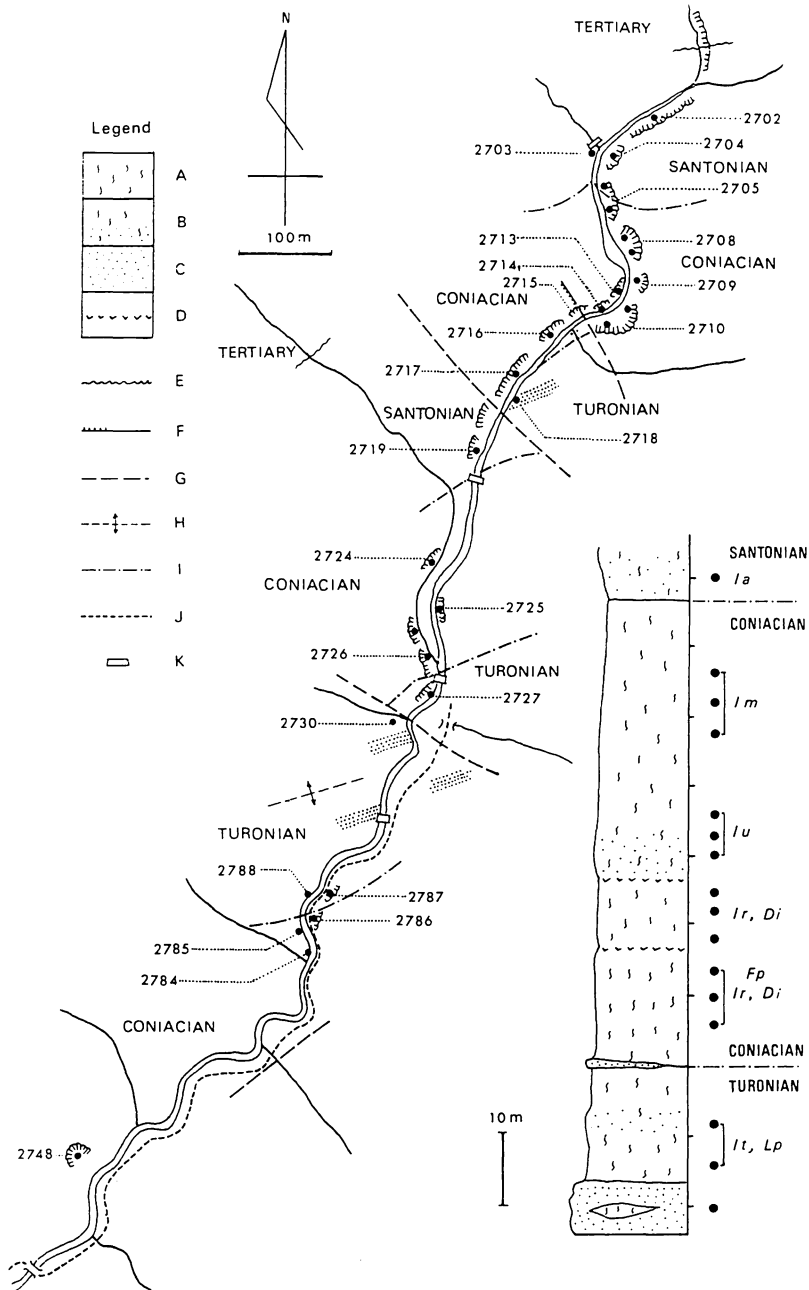 N
TERTIARY
Legend
A
B
C
D
E
F
G
H
I
J
K
100m
2702
2703
2704
SANTONIAN
2705
2713
2708
2714
CONIACIAN
2715
2709
CONIACIAN
2716
2710
TERTIARY
2717
SANTONIAN
TURONIAN
2718
2719
2724
CONIACIAN
2725
2726
TURONIAN
2727
2730
TURONIAN
2788
2787
2786
2785
2784
CONIACIAN
2748
SANTONIAN
Ia
CONIACIAN
Im
Iu
Ir, Di
Fp
Ir, Di
CONIACIAN
TURONIAN
10 m
It, Lp